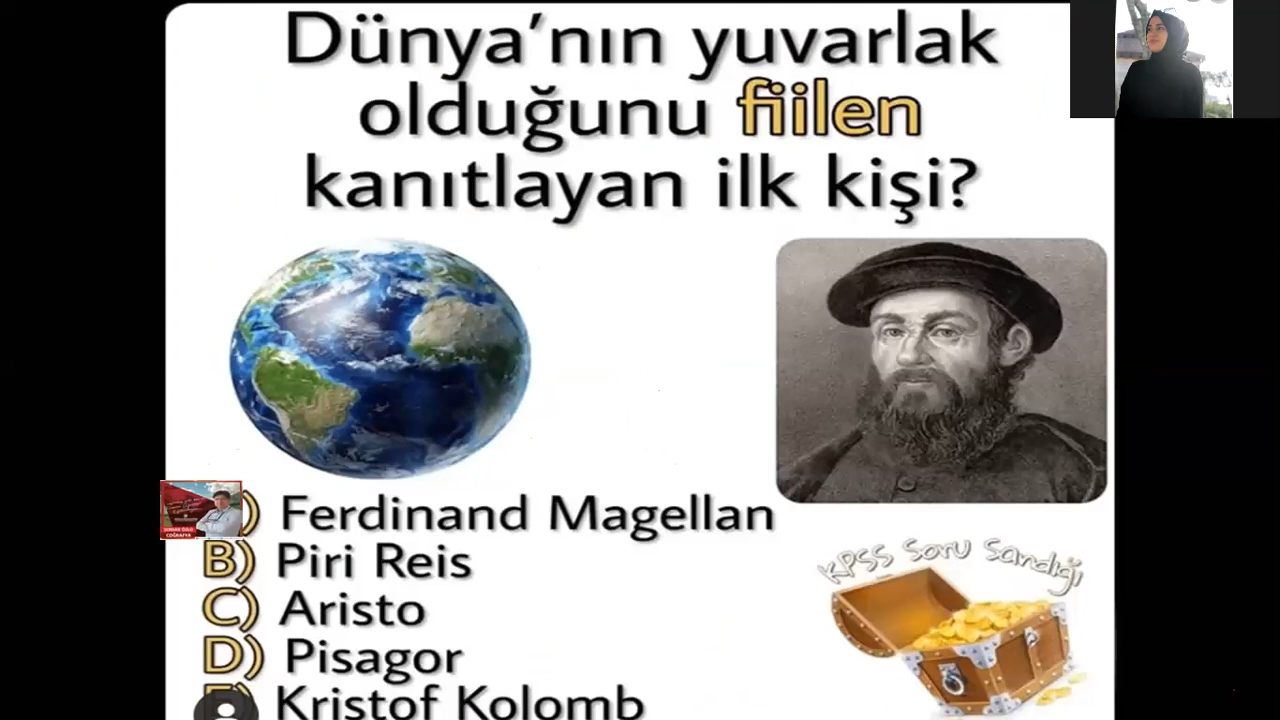 Dünya’nın yuvarlak
olduğunu fiilen
kanıtlayan ilk kişi?
) Ferdinand Magellan
B) Piri Reis
C) Aristo
D) Pisagor
E) Kristof Kolomb
KPSS Soru Sandığı
COĞRAFYA